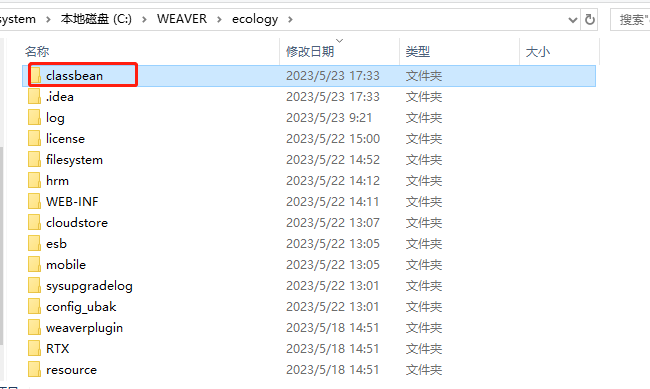 system > 本地磁盘 (C:) > WEAVER > ecology >
搜索"
名称 修改日期 类型 大小
classbean 2023/5/23 17:33 文件夹
.idea 2023/5/23 17:33 文件夹
log 2023/5/23 9:21 文件夹
license 2023/5/22 15:00 文件夹
filesystem 2023/5/22 14:52 文件夹
hrm 2023/5/22 14:12 文件夹
WEB-INF 2023/5/22 14:11 文件夹
cloudstore 2023/5/22 13:07 文件夹
esb 2023/5/22 13:05 文件夹
mobile 2023/5/22 13:05 文件夹
sysupgradelog 2023/5/22 13:01 文件夹
config_ubak 2023/5/22 13:01 文件夹
weaverplugin 2023/5/18 14:51 文件夹
RTX 2023/5/18 14:51 文件夹
resource 2023/5/18 14:51 文件夹